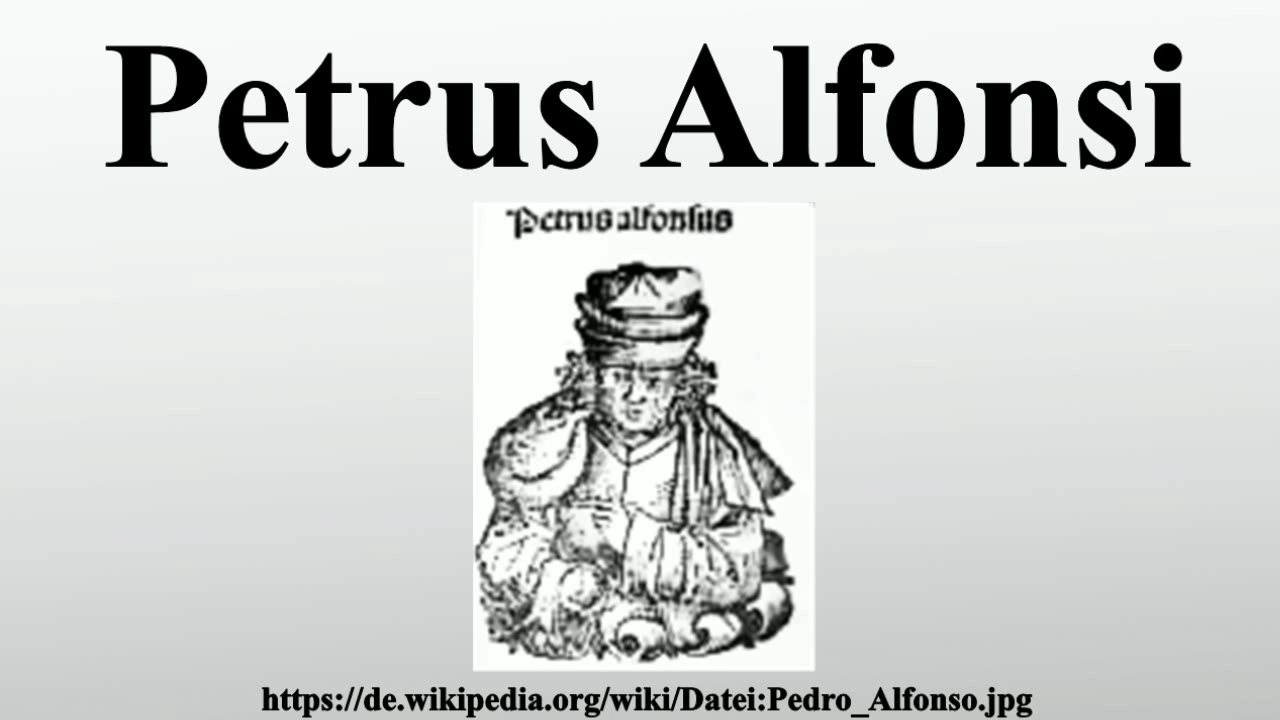 Petrus Alfonsi
Petrus alfonsus
https://de.wikipedia.org/wiki/Datei:Pedro_Alfonso.jpg